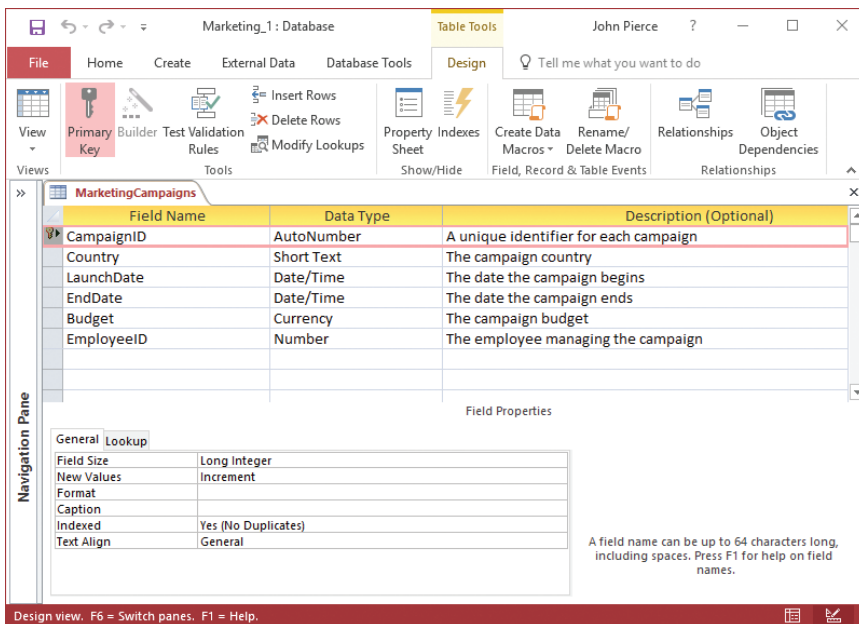 Marketing_1 : Database
Table Tools
John Pierce
?
File
Home
Create
External Data
Database Tools
Design
Tell me what you want to do
View
Views
Primary Key
Builder
Test Validation Rules
Insert Rows
Delete Rows
Modify Lookups
Tools
Property Sheet
Indexes
Show/Hide
Create Data Macros
Rename/ Delete Macro
Field, Record & Table Events
Relationships
Object Dependencies
Relationships
MarketingCampaigns
Field Name Data Type Description (Optional)
CampaignID AutoNumber A unique identifier for each campaign
Country Short Text The campaign country
LaunchDate Date/Time The date the campaign begins
EndDate Date/Time The date the campaign ends
Budget Currency The campaign budget
EmployeeID Number The employee managing the campaign
Navigation Pane
Field Properties
General Lookup
Field Size Long Integer
New Values Increment
Format
Caption
Indexed Yes (No Duplicates)
Text Align General
A field name can be up to 64 characters long,
including spaces. Press F1 for help on field
names.
Design view. F6 = Switch panes. F1 = Help.